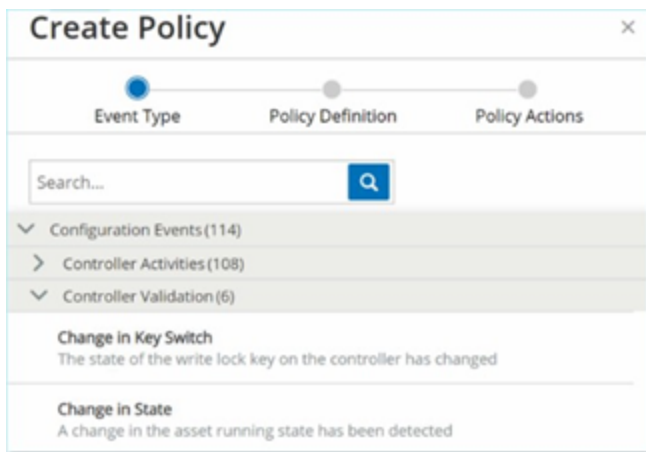 Create Policy
Event Type
Policy Definition
Policy Actions
Search...
Configuration Events (114)
Controller Activities (108)
Controller Validation (6)
Change in Key Switch
The state of the write lock key on the controller has changed
Change in State
A change in the asset running state has been detected